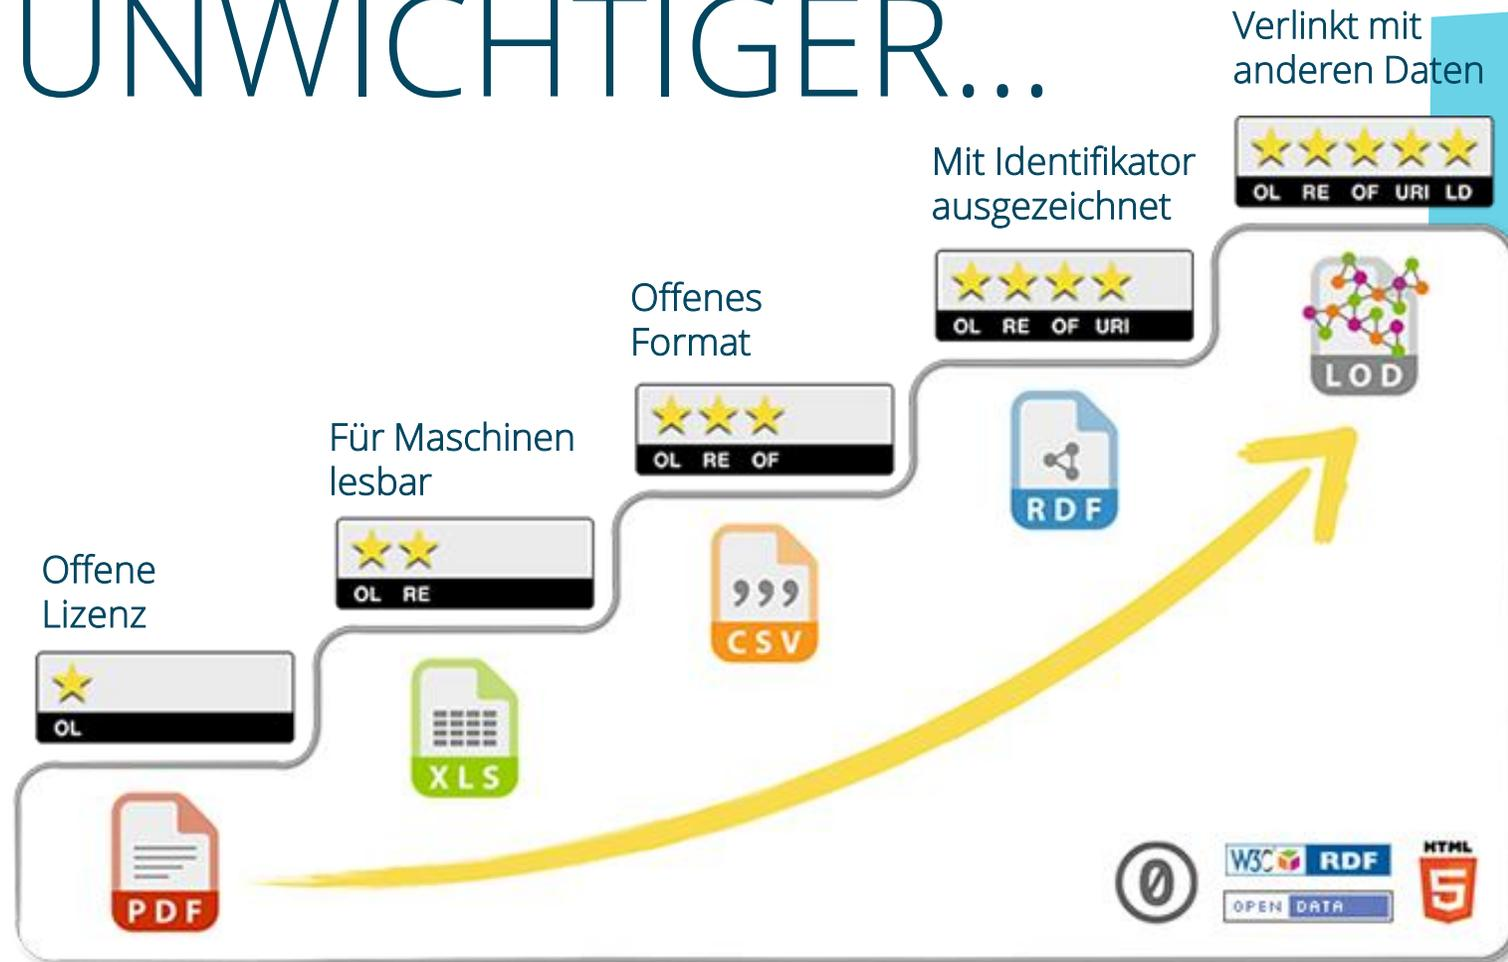 UNWICHTIGER...
Verlinkt mit
anderen Daten
OL RE OF URI LD
Mit Identifikator
ausgezeichnet
OL RE OF URI
LOD
Offenes
Format
OL RE OF
RDF
Für Maschinen
lesbar
OL RE
,,,
CSV
Offene
Lizenz
OL
XLS
PDF
0
W3C RDF
OPEN DATA
HTML
5